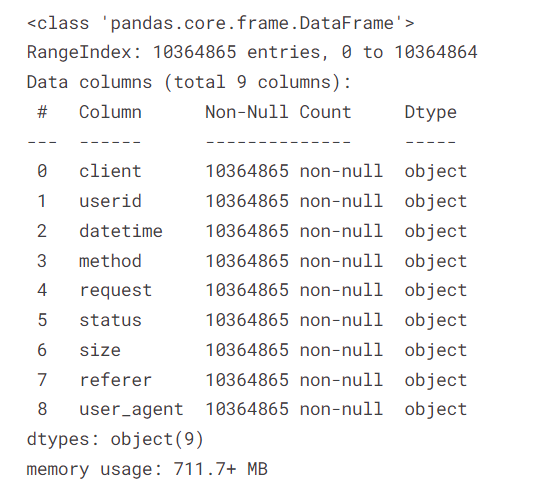 <class 'pandas.core.frame.DataFrame'>
RangeIndex: 10364865 entries, 0 to 10364864
Data columns (total 9 columns):
 #   Column      Non-Null Count     Dtype
---  ------      --------------     -----
 0   client      10364865 non-null  object
 1   userid      10364865 non-null  object
 2   datetime    10364865 non-null  object
 3   method      10364865 non-null  object
 4   request     10364865 non-null  object
 5   status      10364865 non-null  object
 6   size        10364865 non-null  object
 7   referer     10364865 non-null  object
 8   user_agent  10364865 non-null  object
dtypes: object(9)
memory usage: 711.7+ MB